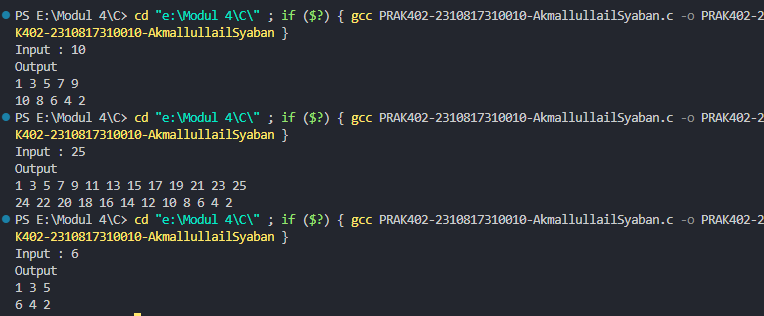 PS E:\Modul 4\C> cd "e:\Modul 4\C\" ; if ($?) { gcc PRAK402-2310817310010-AkmallullailSyaban.c -o PRAK402-2
K402-2310817310010-AkmallullailSyaban }
Input : 10
Output
1 3 5 7 9
10 8 6 4 2
PS E:\Modul 4\C> cd "e:\Modul 4\C\" ; if ($?) { gcc PRAK402-2310817310010-AkmallullailSyaban.c -o PRAK402-2
K402-2310817310010-AkmallullailSyaban }
Input : 25
Output
1 3 5 7 9 11 13 15 17 19 21 23 25
24 22 20 18 16 14 12 10 8 6 4 2
PS E:\Modul 4\C> cd "e:\Modul 4\C\" ; if ($?) { gcc PRAK402-2310817310010-AkmallullailSyaban.c -o PRAK402-2
K402-2310817310010-AkmallullailSyaban }
Input : 6
Output
1 3 5
6 4 2